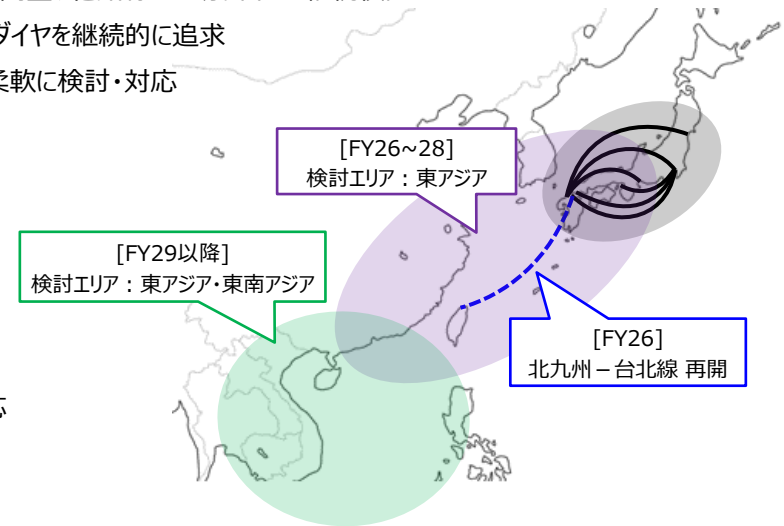 ダイヤを継続的に追求
柔軟に検討・対応
[FY26~28]
検討エリア：東アジア
[FY29以降]
検討エリア：東アジア・東南アジア
[FY26]
北九州－台北線 再開